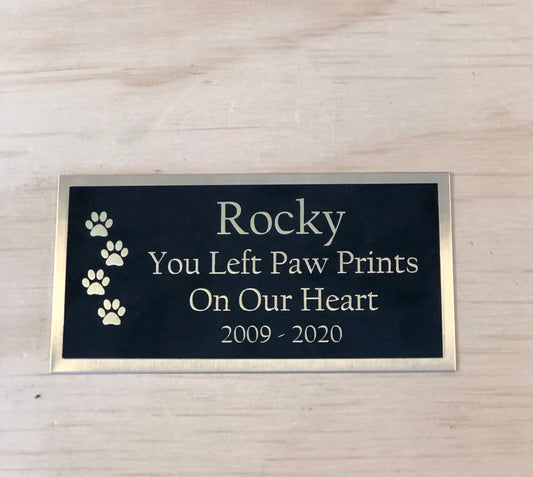 Rocky
You Left Paw Prints
On Our Heart
2009 - 2020